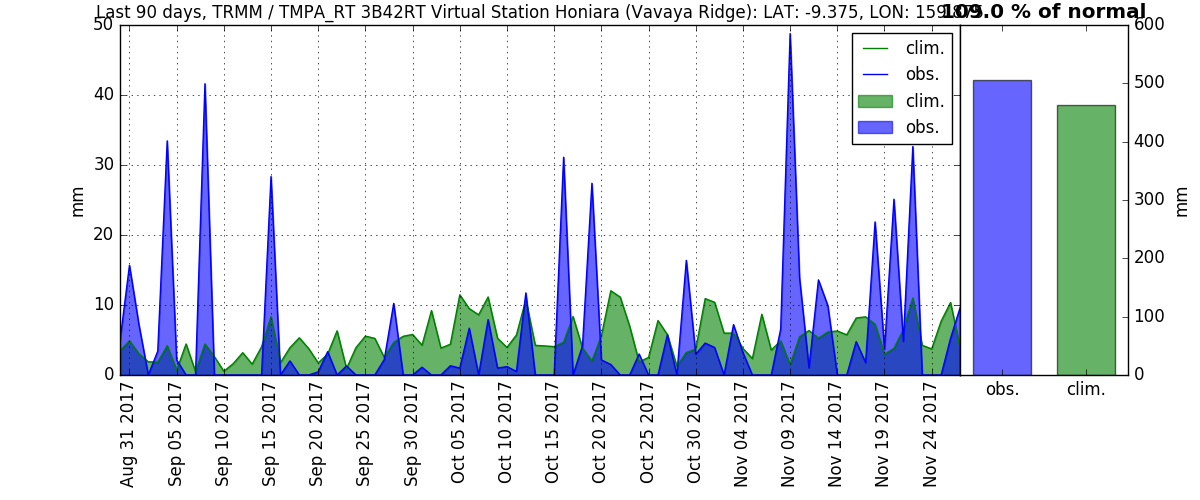 Last 90 days, TRMM / TMPA_RT 3B42RT Virtual Station Honiara (Vavaya Ridge): LAT: -9.375, LON:
109.0 % of normal
50
40
30
20
10
0
mm
clim.
obs.
clim.
obs.
600
500
400
300
200
100
0
mm
obs.
clim.
Aug 31 2017
Sep 05 2017
Sep 10 2017
Sep 15 2017
Sep 20 2017
Sep 25 2017
Sep 30 2017
Oct 05 2017
Oct 10 2017
Oct 15 2017
Oct 20 2017
Oct 25 2017
Oct 30 2017
Nov 04 2017
Nov 09 2017
Nov 14 2017
Nov 19 2017
Nov 24 2017